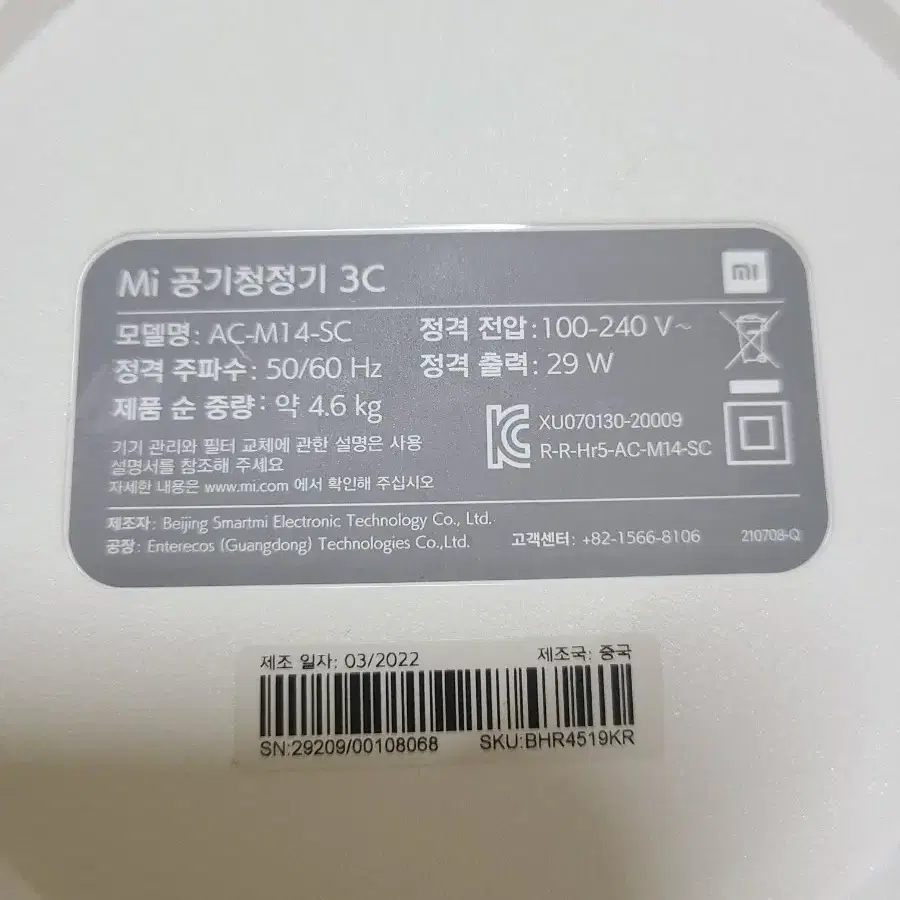 Mi 공기청정기 3C
mi
모델명: AC-M14-SC
정격 전압: 100-240 V~
정격 주파수: 50/60 Hz
정격 출력: 29 W
제품 순 중량: 약 4.6 kg
XU070130-20009
R-R-Hr5-AC-M14-SC
기기 관리와 필터 교체에 관한 설명은 사용
설명서를 참조해 주세요
자세한 내용은 www.mi.com 에서 확인해 주십시오
제조자: Beijing Smartmi Electronic Technology Co., Ltd.
공장: Enterecos (Guangdong) Technologies Co.,Ltd.
고객센터: +82-1566-8106
210708-Q
제조 일자: 03/2022
제조국: 중국
SN:29209/00108068
SKU:BHR4519KR